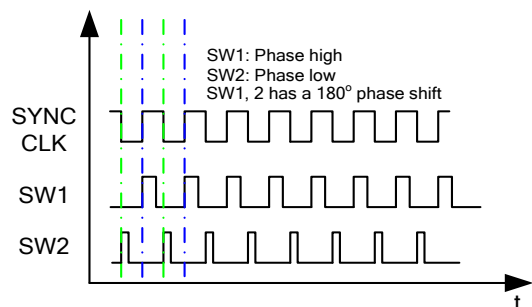 SW1: Phase high
SW2: Phase low
SW1, 2 has a 180° phase shift
SYNC
CLK
SW1
SW2
t